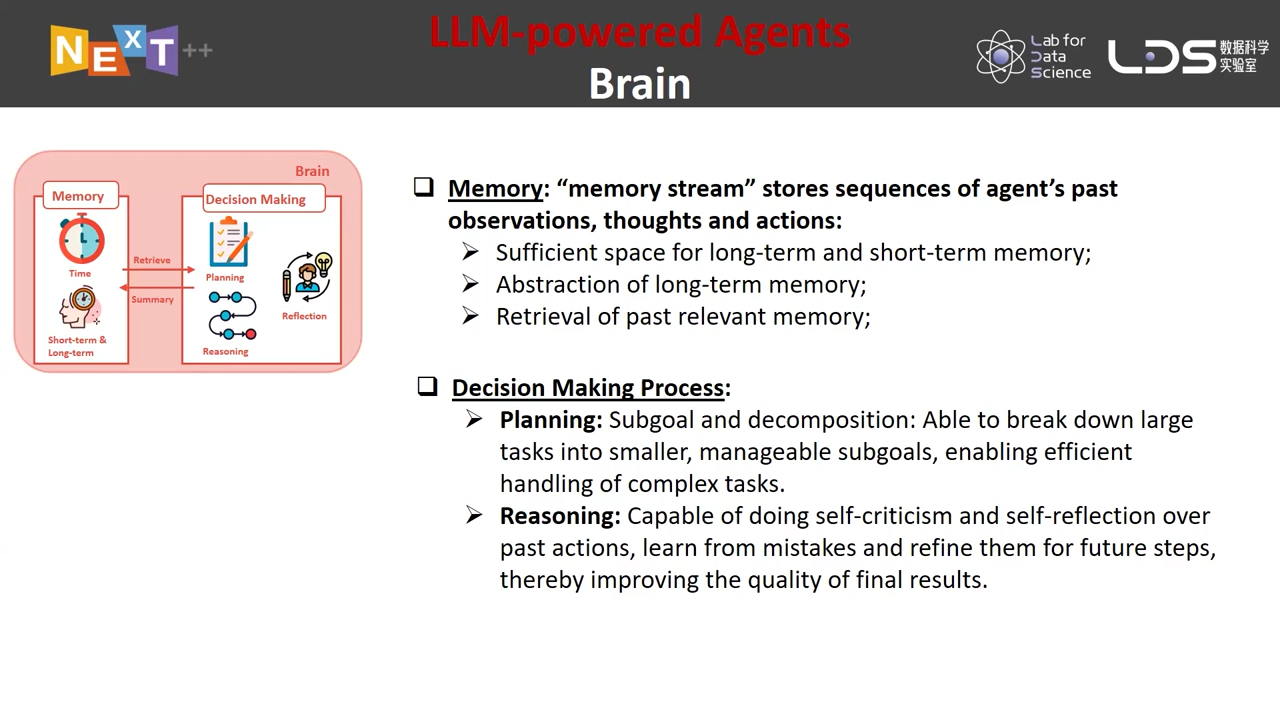 LLM-powered Agents
Brain
NExT++
Lab for
Data
Science
LDS
数据科学
实验室
Brain
Memory
Time
Short-term &
Long-term
Retrieve
Summary
Decision Making
Planning
Reasoning
Reflection
Memory: “memory stream” stores sequences of agent’s past
observations, thoughts and actions:
Sufficient space for long-term and short-term memory;
Abstraction of long-term memory;
Retrieval of past relevant memory;
Decision Making Process:
Planning: Subgoal and decomposition: Able to break down large
tasks into smaller, manageable subgoals, enabling efficient
handling of complex tasks.
Reasoning: Capable of doing self-criticism and self-reflection over
past actions, learn from mistakes and refine them for future steps,
thereby improving the quality of final results.